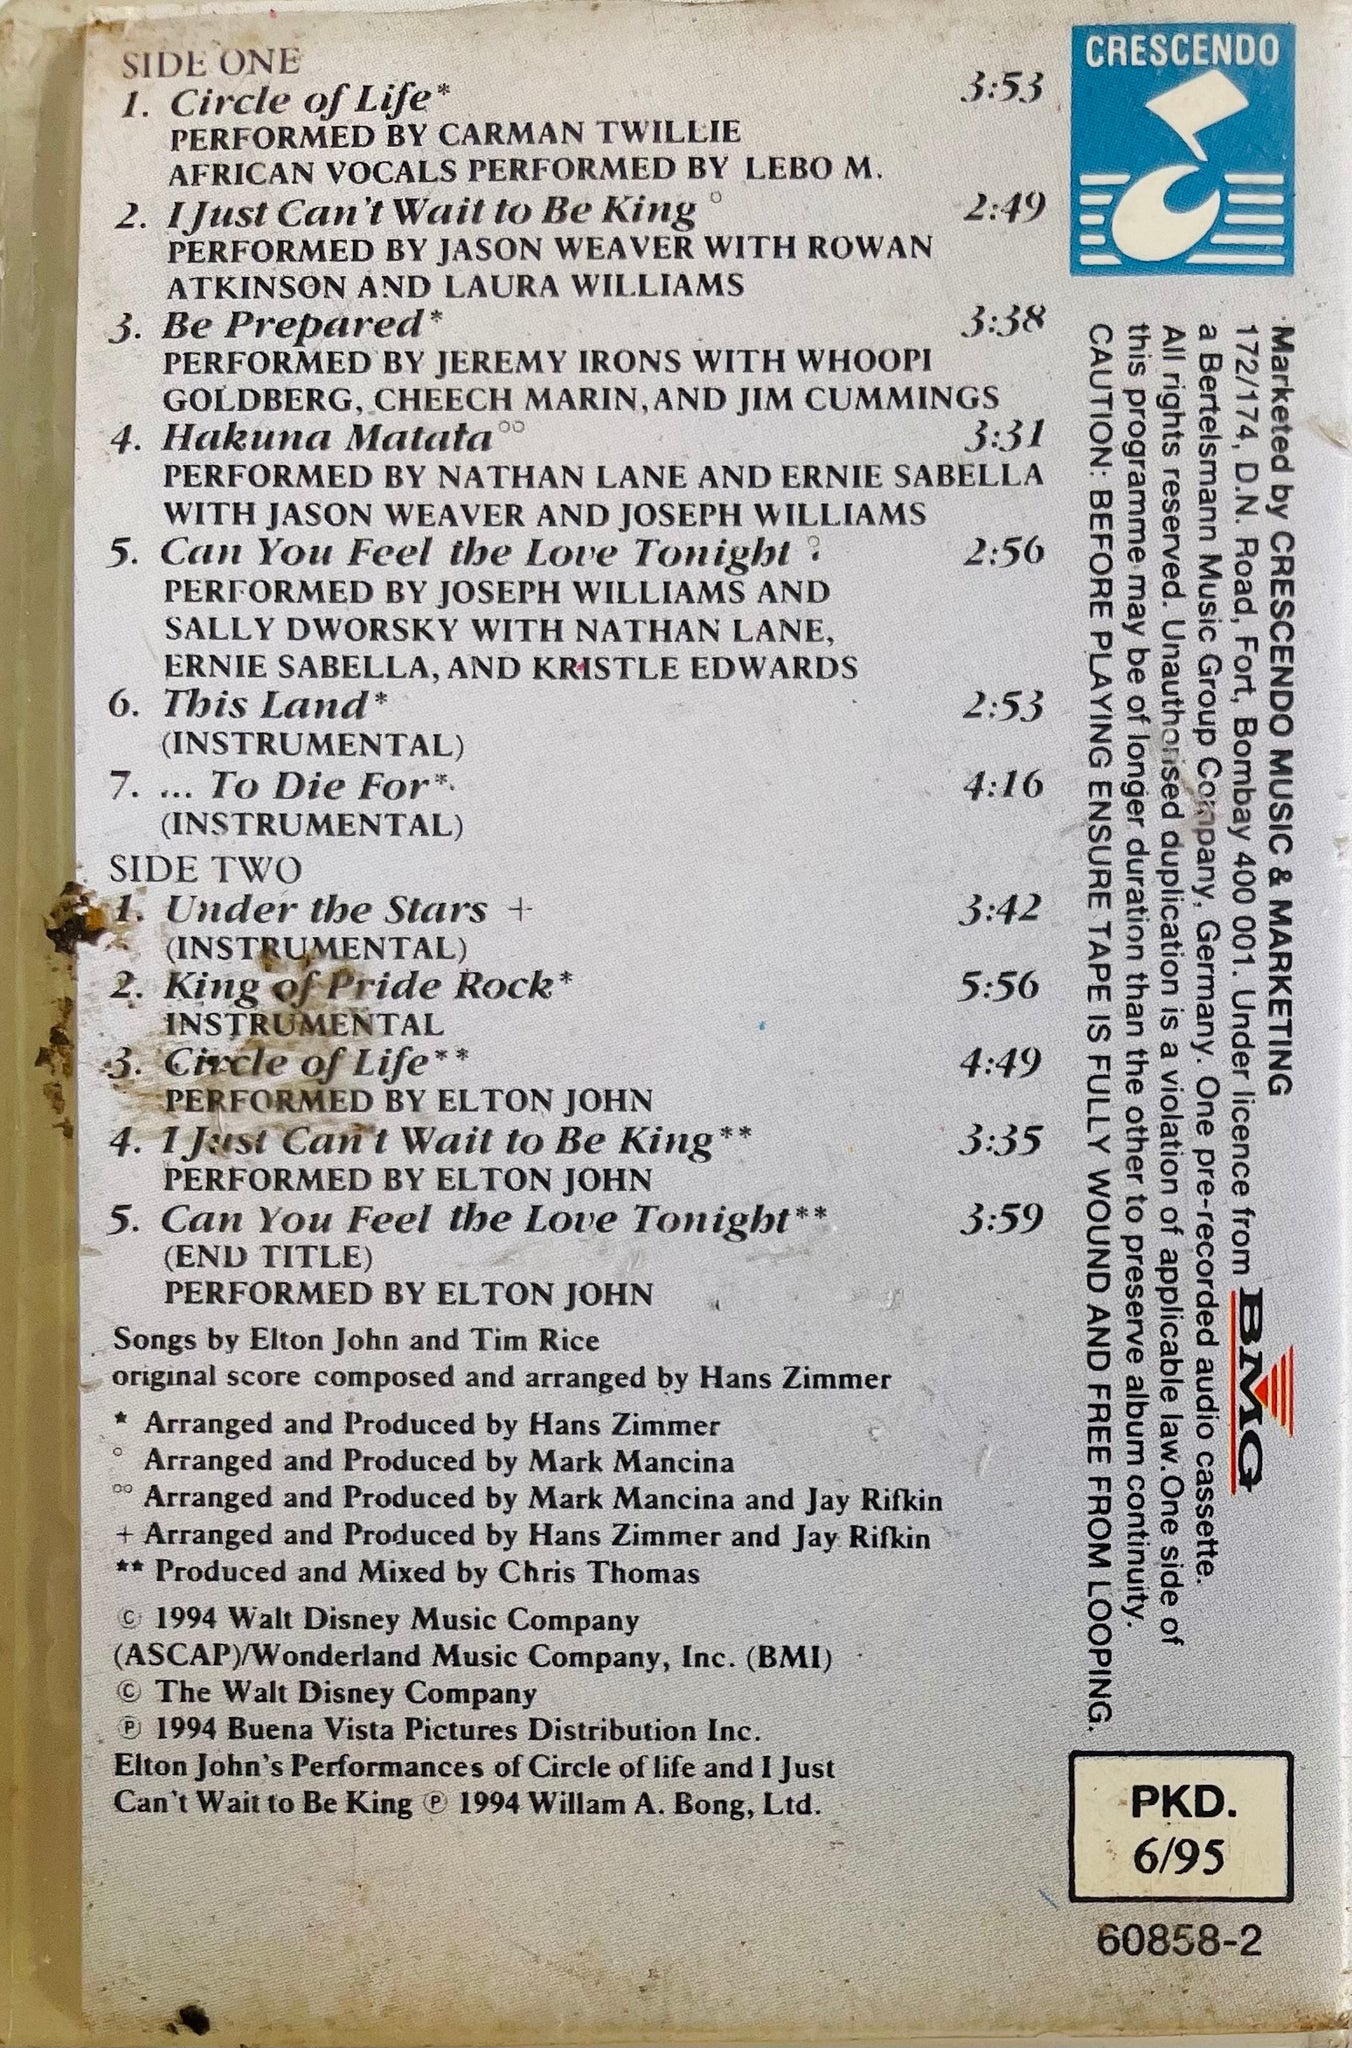 SIDE ONE
1. Circle of Life* 3:53
PERFORMED BY CARMAN TWILLIE
AFRICAN VOCALS PERFORMED BY LEBO M.
2. I Just Can't Wait to Be King ° 2:49
PERFORMED BY JASON WEAVER WITH ROWAN
ATKINSON AND LAURA WILLIAMS
3. Be Prepared* 3:38
PERFORMED BY JEREMY IRONS WITH WHOOPI
GOLDBERG, CHEECH MARIN, AND JIM CUMMINGS
4. Hakuna Matata°° 3:31
PERFORMED BY NATHAN LANE AND ERNIE SABELLA
WITH JASON WEAVER AND JOSEPH WILLIAMS
5. Can You Feel the Love Tonight ° 2:56
PERFORMED BY JOSEPH WILLIAMS AND
SALLY DWORSKY WITH NATHAN LANE,
ERNIE SABELLA, AND KRISTLE EDWARDS
6. This Land* 2:53
(INSTRUMENTAL)
7. ... To Die For* 4:16
(INSTRUMENTAL)
SIDE TWO
1. Under the Stars + 3:42
(INSTRUMENTAL)
2. King of Pride Rock* 5:56
INSTRUMENTAL
3. Circle of Life** 4:49
PERFORMED BY ELTON JOHN
4. I Just Can't Wait to Be King** 3:35
PERFORMED BY ELTON JOHN
5. Can You Feel the Love Tonight** 3:59
(END TITLE)
PERFORMED BY ELTON JOHN
Songs by Elton John and Tim Rice
original score composed and arranged by Hans Zimmer
* Arranged and Produced by Hans Zimmer
° Arranged and Produced by Mark Mancina
°° Arranged and Produced by Mark Mancina and Jay Rifkin
+ Arranged and Produced by Hans Zimmer and Jay Rifkin
** Produced and Mixed by Chris Thomas
© 1994 Walt Disney Music Company
(ASCAP)/Wonderland Music Company, Inc. (BMI)
© The Walt Disney Company
℗ 1994 Buena Vista Pictures Distribution Inc.
Elton John's Performances of Circle of life and I Just
Can't Wait to Be King ℗ 1994 Willam A. Bong, Ltd.
CRESCENDO
Marketed by CRESCENDO MUSIC & MARKETING
172/174, D.N. Road, Fort, Bombay 400 001. Under licence from BMG
a Bertelsmann Music Group Company, Germany. One pre-recorded audio cassette.
All rights reserved. Unauthorised duplication is a violation of applicable law.One side of
this programme may be of longer duration than the other to preserve album continuity.
CAUTION: BEFORE PLAYING ENSURE TAPE IS FULLY WOUND AND FREE FROM LOOPING.
PKD.
6/95
60858-2